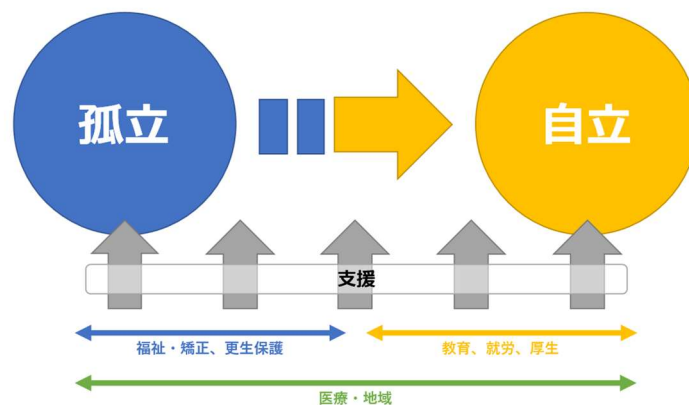 孤立
自立
支援
福祉・矯正、更生保護
教育、就労、厚生
医療・地域